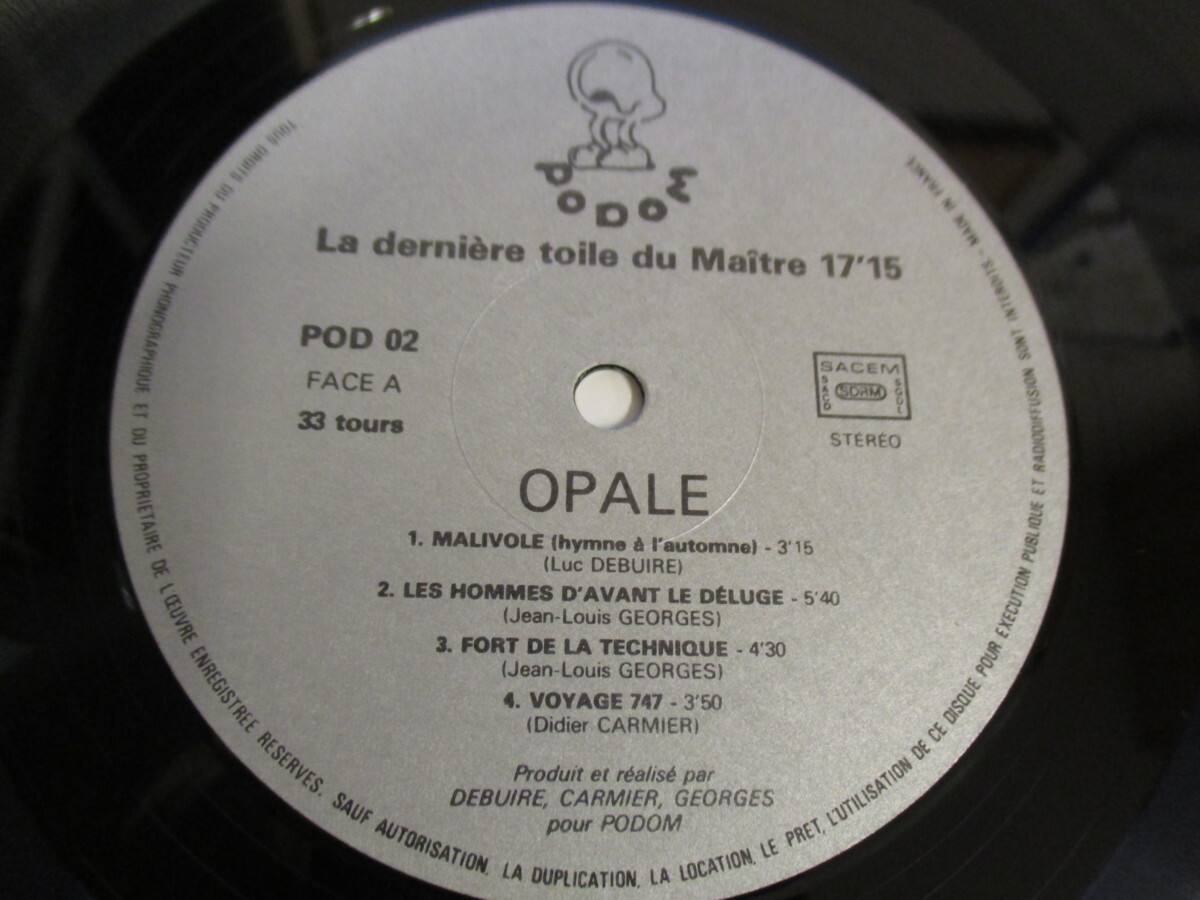 PODOM
La dernière toile du Maître 17'15
POD 02
FACE A
33 tours
SACEM
SACD SDRM SGDL
STÉRÉO
OPALE
1. MALIVOLE (hymne à l'automne) - 3'15
(Luc DEBUIRE)
2. LES HOMMES D'AVANT LE DÉLUGE - 5'40
(Jean-Louis GEORGES)
3. FORT DE LA TECHNIQUE - 4'30
(Jean-Louis GEORGES)
4. VOYAGE 747 - 3'50
(Didier CARMIER)
Produit et réalisé par
DEBUIRE, CARMIER, GEORGES
pour PODOM
TOUS DROITS DU PRODUCTEUR PHONOGRAPHIQUE ET DU PROPRIETAIRE DE L'ŒUVRE ENREGISTREE RESERVES. SAUF AUTORISATION, LA DUPLICATION, LA LOCATION, LE PRET, L'UTILISATION DE CE DISQUE POUR EXECUTION PUBLIQUE ET RADIODIFFUSION SONT INTERDITS - MADE IN FRANCE